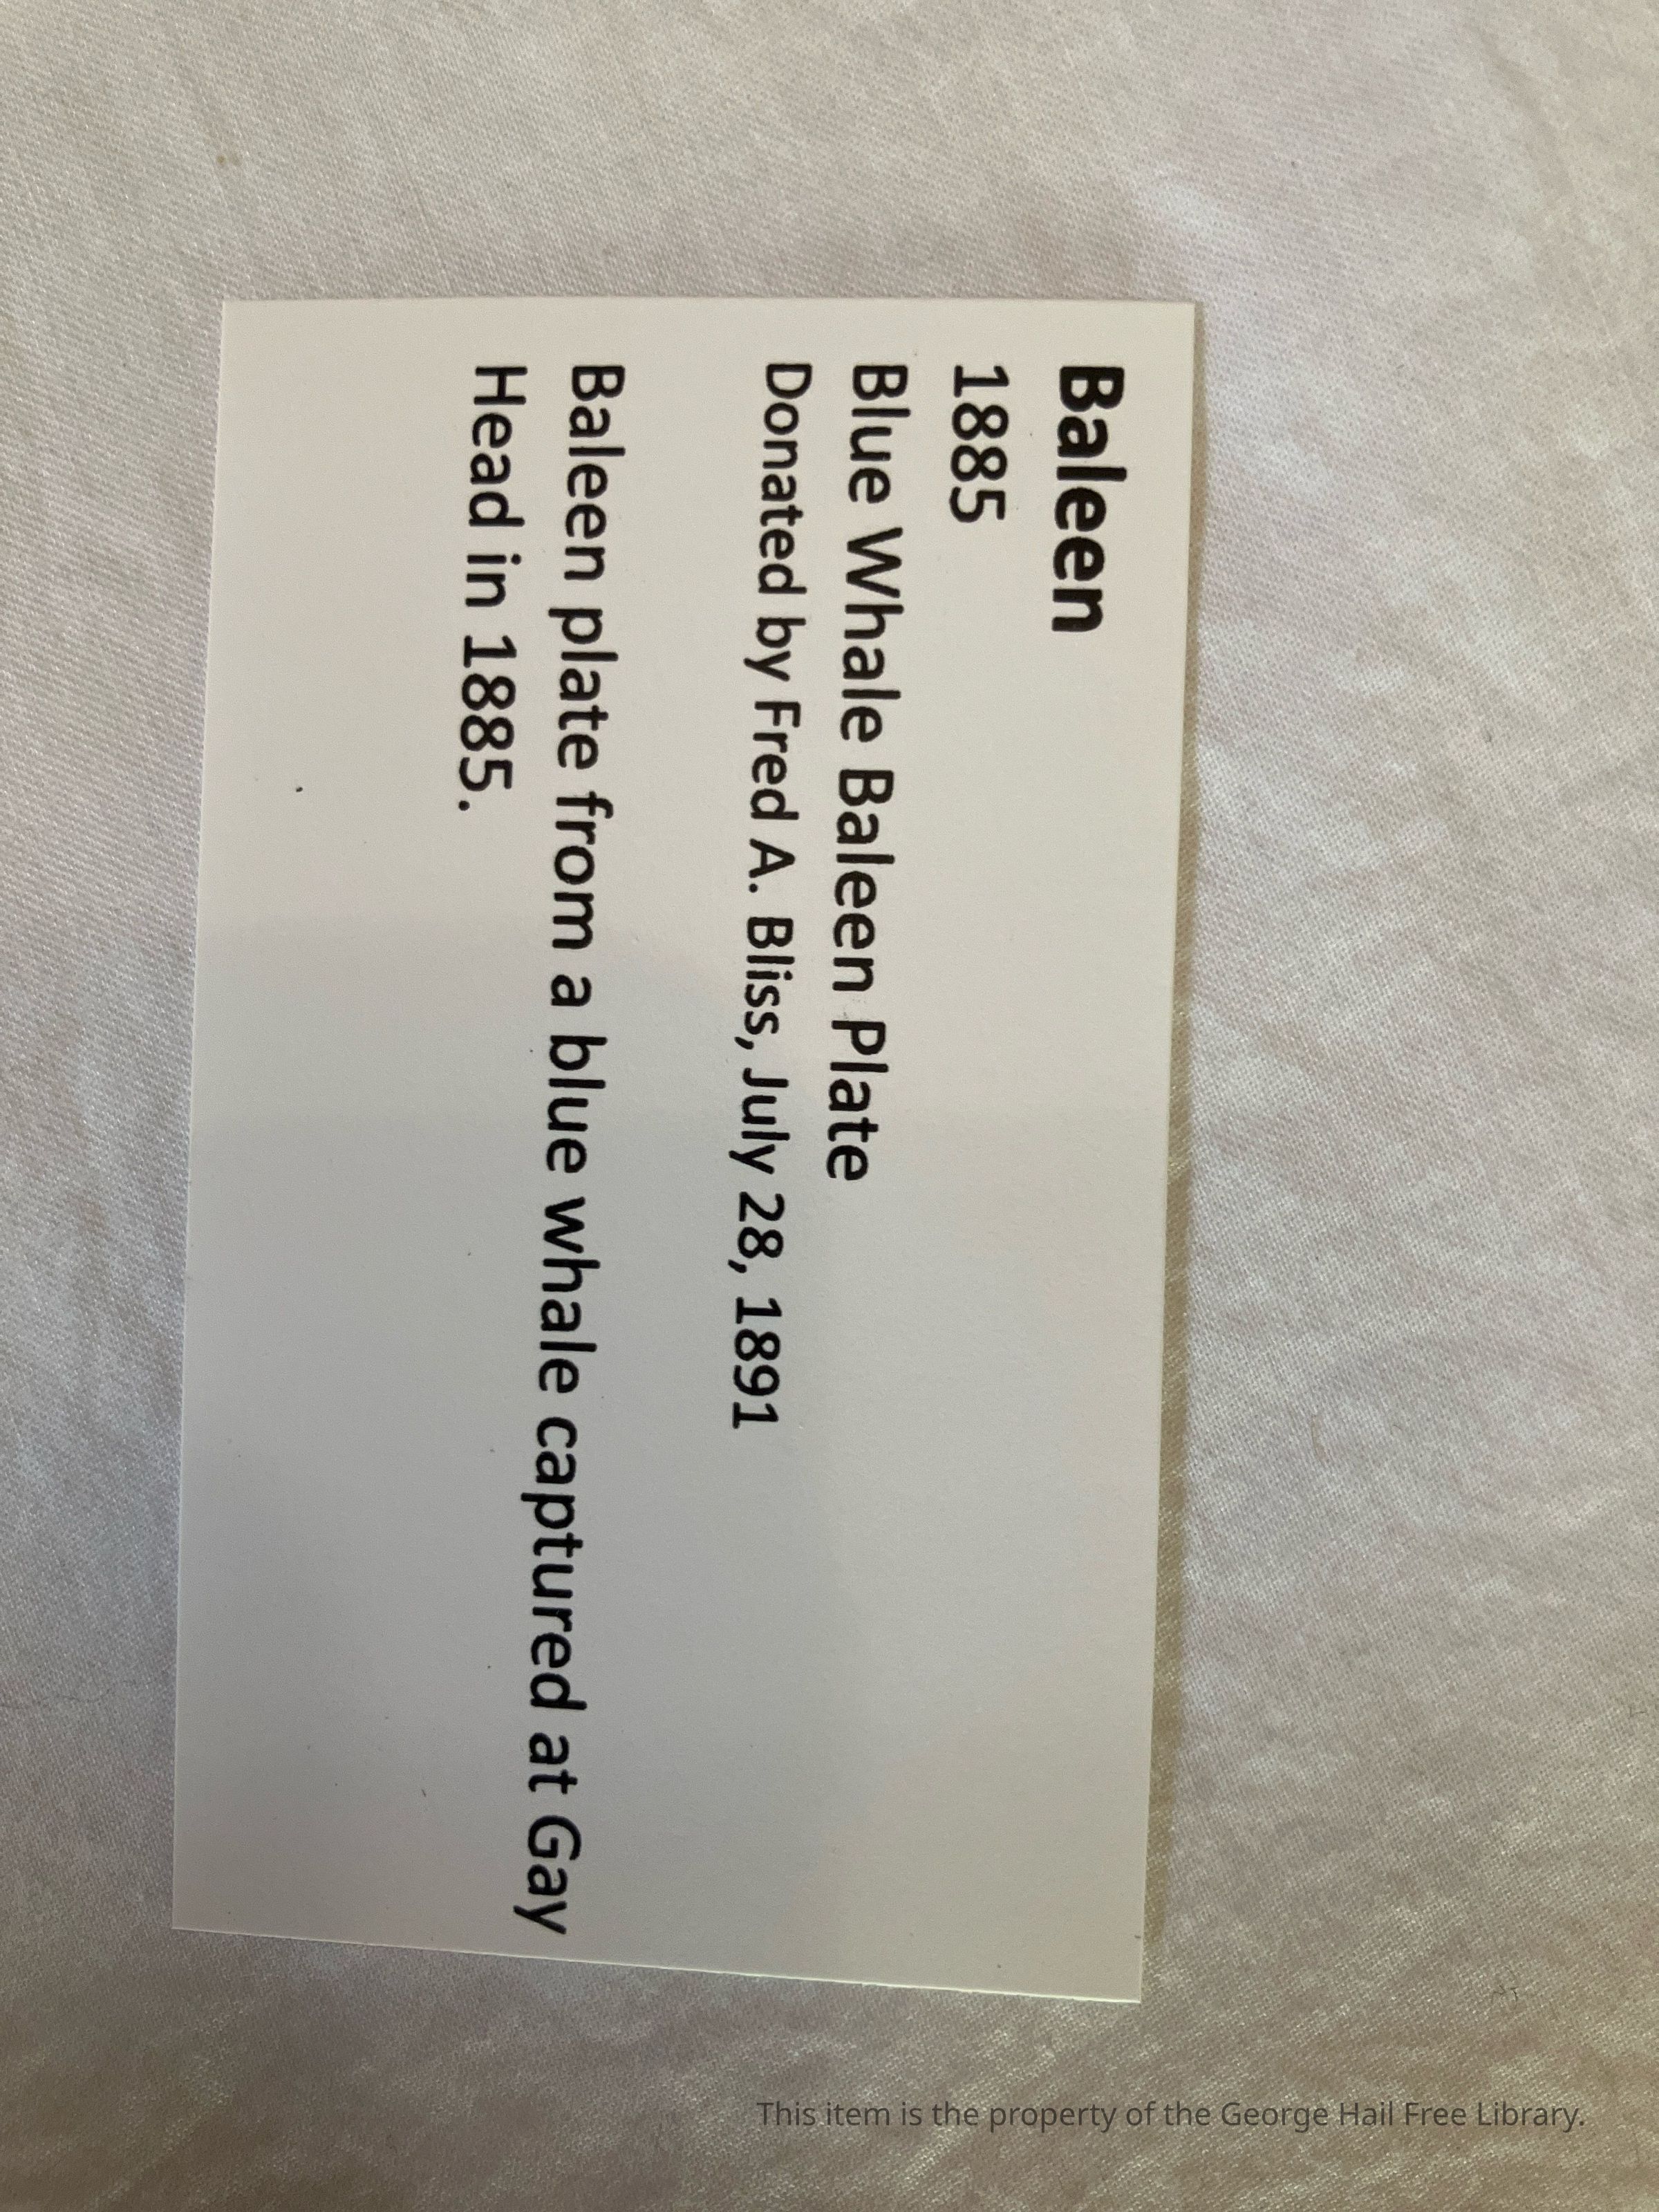 Baleen
1885
Blue Whale Baleen Plate
Donated by Fred A. Bliss, July 28, 1891
Baleen plate from a blue whale captured at Gay
Head in 1885.
This item is the property of the George Hail Free Library.